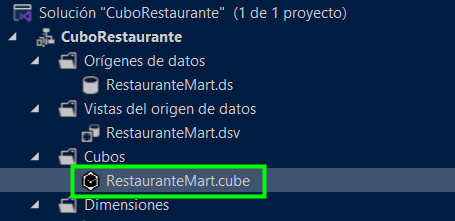 Solución "CuboRestaurante" (1 de 1 proyecto)
CuboRestaurante
Orígenes de datos
RestauranteMart.ds
Vistas del origen de datos
RestauranteMart.dsv
Cubos
RestauranteMart.cube
Dimensiones